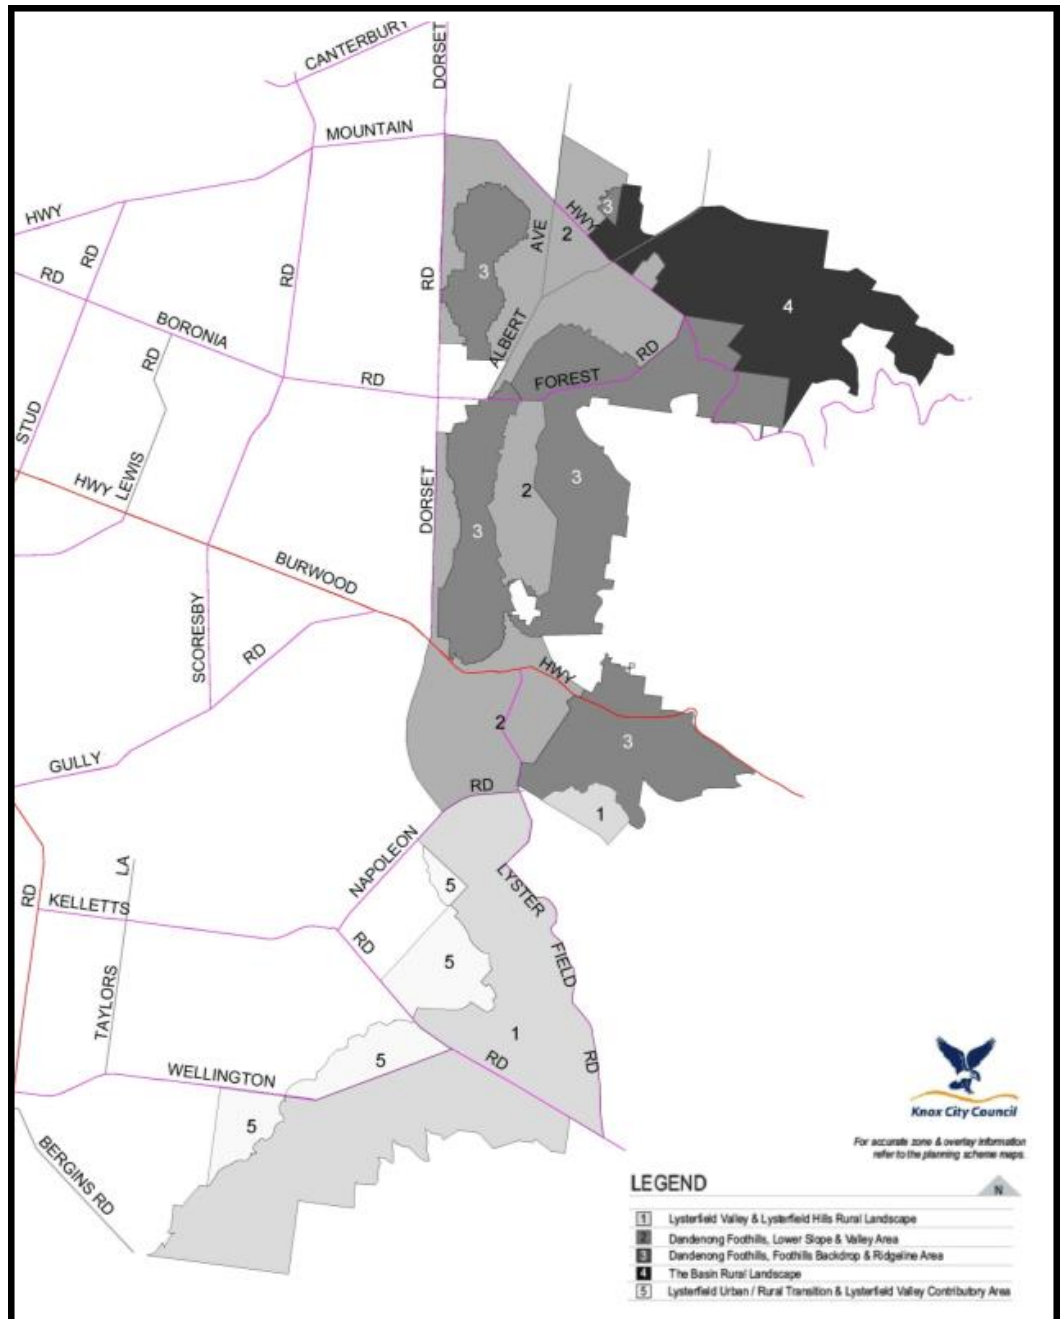 CANTERBURY
DORSET
MOUNTAIN
HWY
RD
RD
RD
BORONIA
RD
RD
STUD
LEWIS
HWY
RD
DORSET
AVE
ALBERT
HWY
2
3
3
4
FOREST
RD
3
2
3
BURWOOD
SCORESBY
RD
GULLY
HWY
2
3
RD
1
NAPOLEON
RD
LA
RD
KELLETTS
TAYLORS
5
5
LYSTER
FIELD
RD
1
RD
5
WELLINGTON
5
BERGINS RD
Knox City Council
For accurate zone & overlay information
refer to the planning scheme maps.
LEGEND
N
1 Lysterfield Valley & Lysterfield Hills Rural Landscape
2 Dandenong Foothills, Lower Slope & Valley Area
3 Dandenong Foothills, Foothills Backdrop & Ridgeline Area
4 The Basin Rural Landscape
5 Lysterfield Urban / Rural Transition & Lysterfield Valley Contributory Area